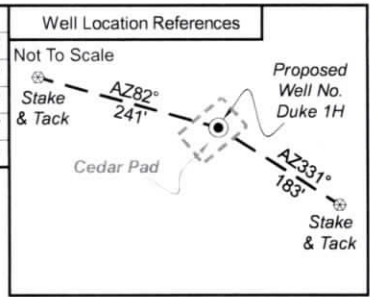 Well Location References
Not To Scale
Stake
& Tack
AZ82°
241'
Proposed
Well No.
Duke 1H
Cedar Pad
AZ331°
183'
Stake
& Tack